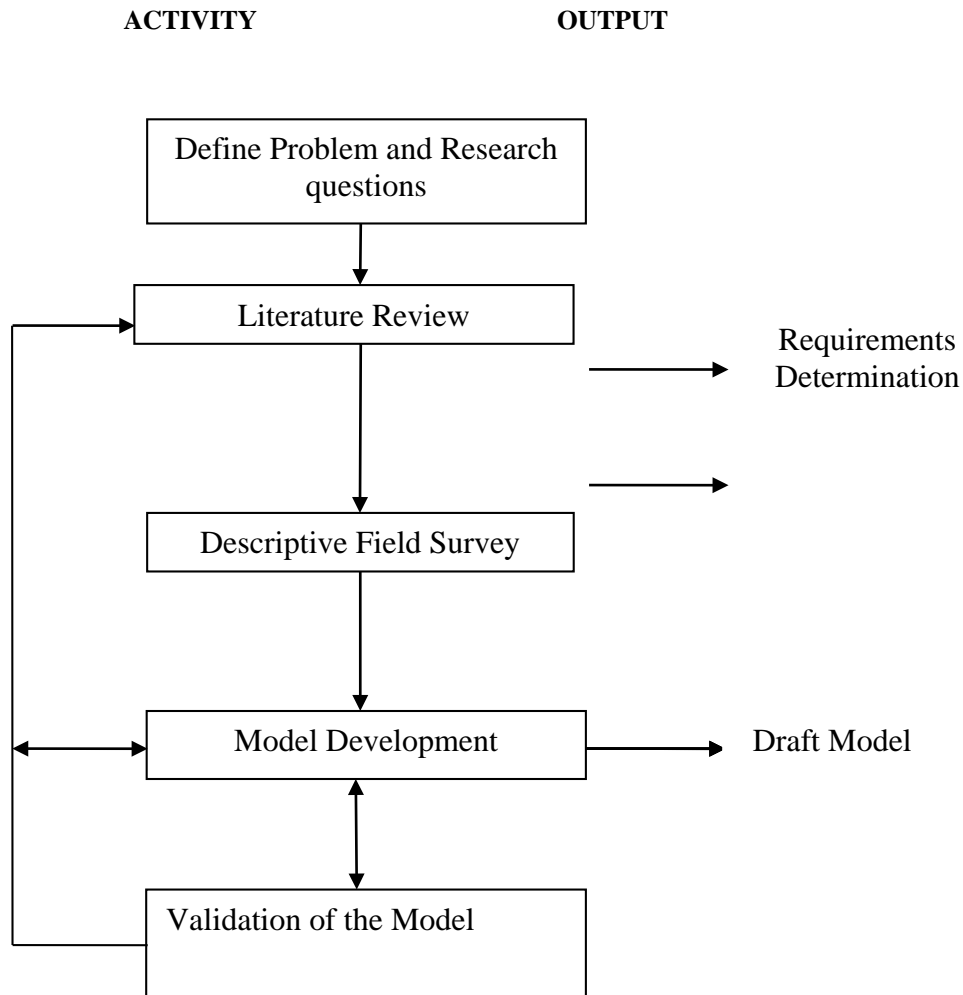 ACTIVITY OUTPUT
Define Problem and Research
questions
Literature Review
Requirements
Determination
Descriptive Field Survey
Model Development
Draft Model
Validation of the Model